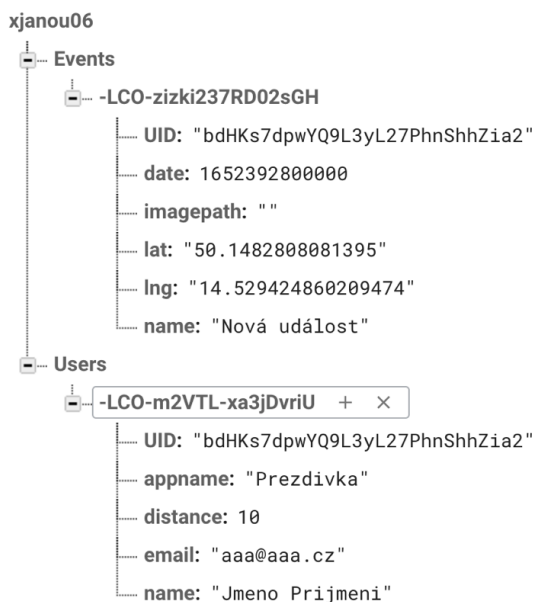 xjanou06
Events
-LCO-zizki237RD02sGH
UID: "bdHKs7dpwYQ9L3yL27PhnShhZia2"
date: 1652392800000
imagepath: ""
lat: "50.1482808081395"
lng: "14.529424860209474"
name: "Nová událost"
Users
-LCO-m2VTL-xa3jDvriU + ×
UID: "bdHKs7dpwYQ9L3yL27PhnShhZia2"
appname: "Prezdivka"
distance: 10
email: "aaa@aaa.cz"
name: "Jmeno Prijmeni"